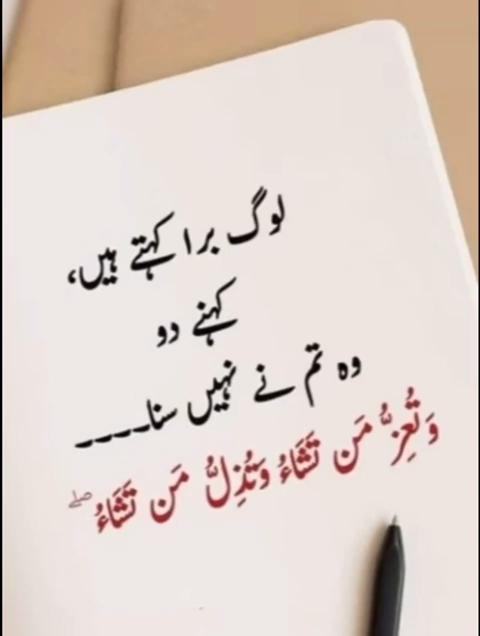 لوگ برا کہتے ہیں،
کہنے دو
وہ تم نے نہیں سنا۔۔۔۔
وَتُعِزُّ مَن تَشَاءُ وَتُذِلُّ مَن تَشَاءُ ۖ